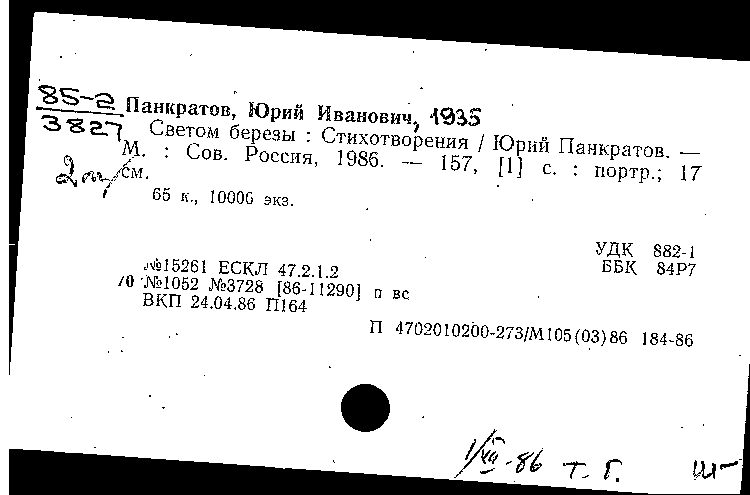 85-2 Панкратов, Юрий Иванович, 1935
3827 Светом березы : Стихотворения / Юрий Панкратов. —
М. : Сов. Россия, 1986. — 157, [1] с. : портр.; 17
см.
65 к., 10000 экз.
УДК 882-1
ББК 84Р7
№15261 ЕСКЛ 47.2.1.2
№1052 №3728 [86-11290] п вс
ВКП 24.04.86 П164
П 4702010200-273/М105(03)86 184-86
1/VII-86 Т. Г.